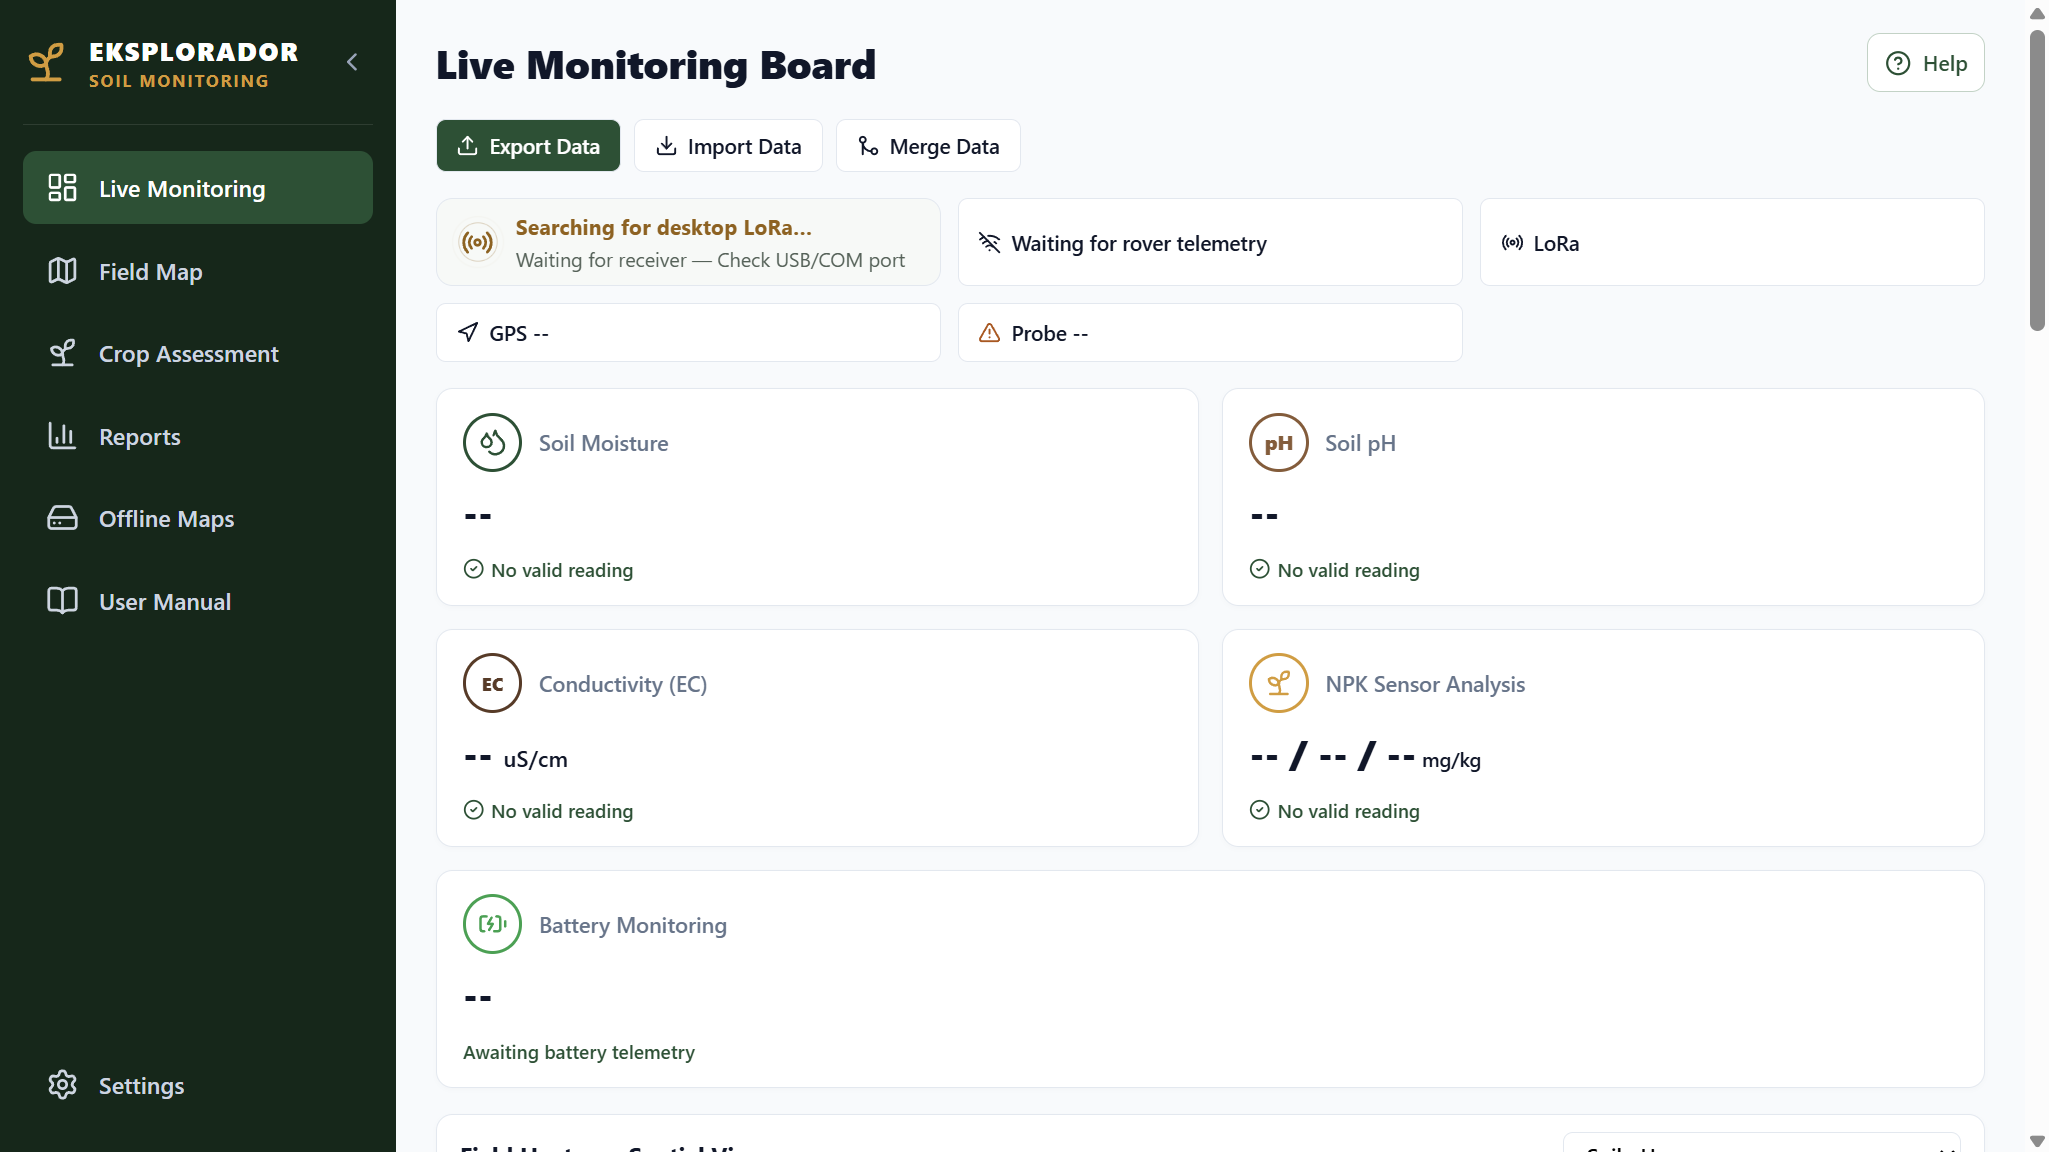 EKSPLORADOR
SOIL MONITORING
Live Monitoring
Field Map
Crop Assessment
Reports
Offline Maps
User Manual
Settings
Live Monitoring Board
Help
Export Data
Import Data
Merge Data
Searching for desktop LoRa...
Waiting for receiver — Check USB/COM port
Waiting for rover telemetry
LoRa
GPS --
Probe --
Soil Moisture
--
No valid reading
pH
Soil pH
--
No valid reading
EC
Conductivity (EC)
-- uS/cm
No valid reading
NPK Sensor Analysis
-- / -- / -- mg/kg
No valid reading
Battery Monitoring
--
Awaiting battery telemetry